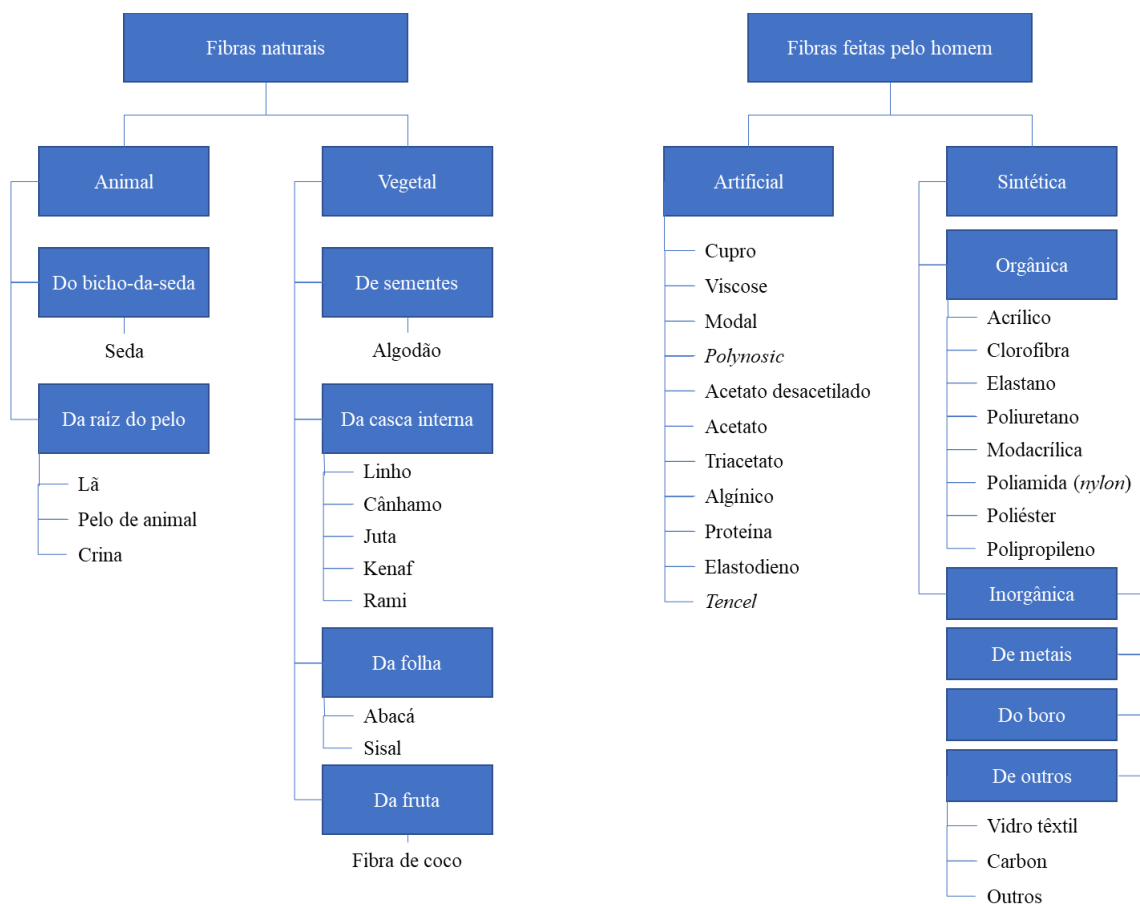 Fibras naturais
Animal
Do bicho-da-seda
Seda
Da raíz do pelo
Lã
Pelo de animal
Crina
Vegetal
De sementes
Algodão
Da casca interna
Linho
Cânhamo
Juta
Kenaf
Rami
Da folha
Abacá
Sisal
Da fruta
Fibra de coco
Fibras feitas pelo homem
Artificial
Cupro
Viscose
Modal
Polynosic
Acetato desacetilado
Acetato
Triacetato
Algínico
Proteína
Elastodieno
Tencel
Sintética
Orgânica
Acrílico
Clorofibra
Elastano
Poliuretano
Modacrílica
Poliamida (nylon)
Poliéster
Polipropileno
Inorgânica
De metais
Do boro
De outros
Vidro têxtil
Carbon
Outros